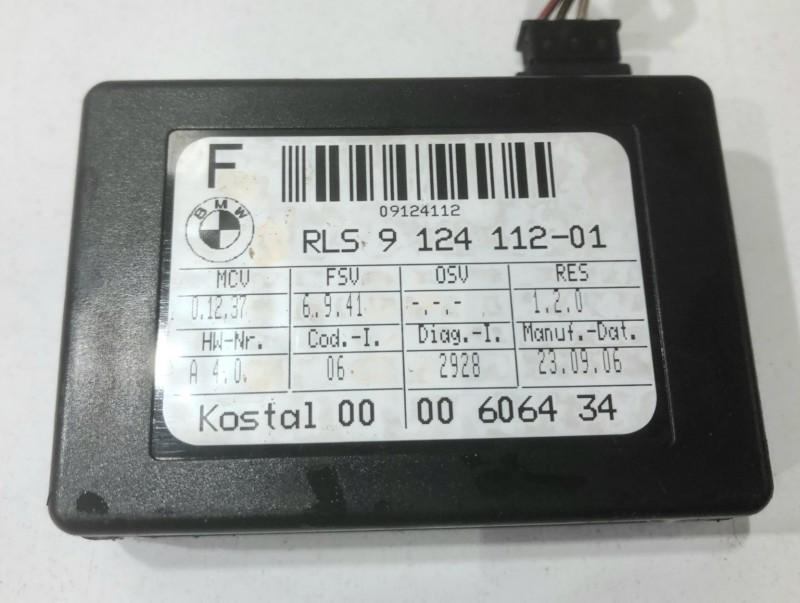 F
09124112
BMW
RLS 9 124 112-01
MCV FSV OSV RES
0.12.37 6.9.41 -.-.- 1.2.0
HW-Nr. Cod.-I. Diag.-I. Manuf.-Dat.
A 4.0. 06 2928 23.09.06
Kostal 00 00 6064 34